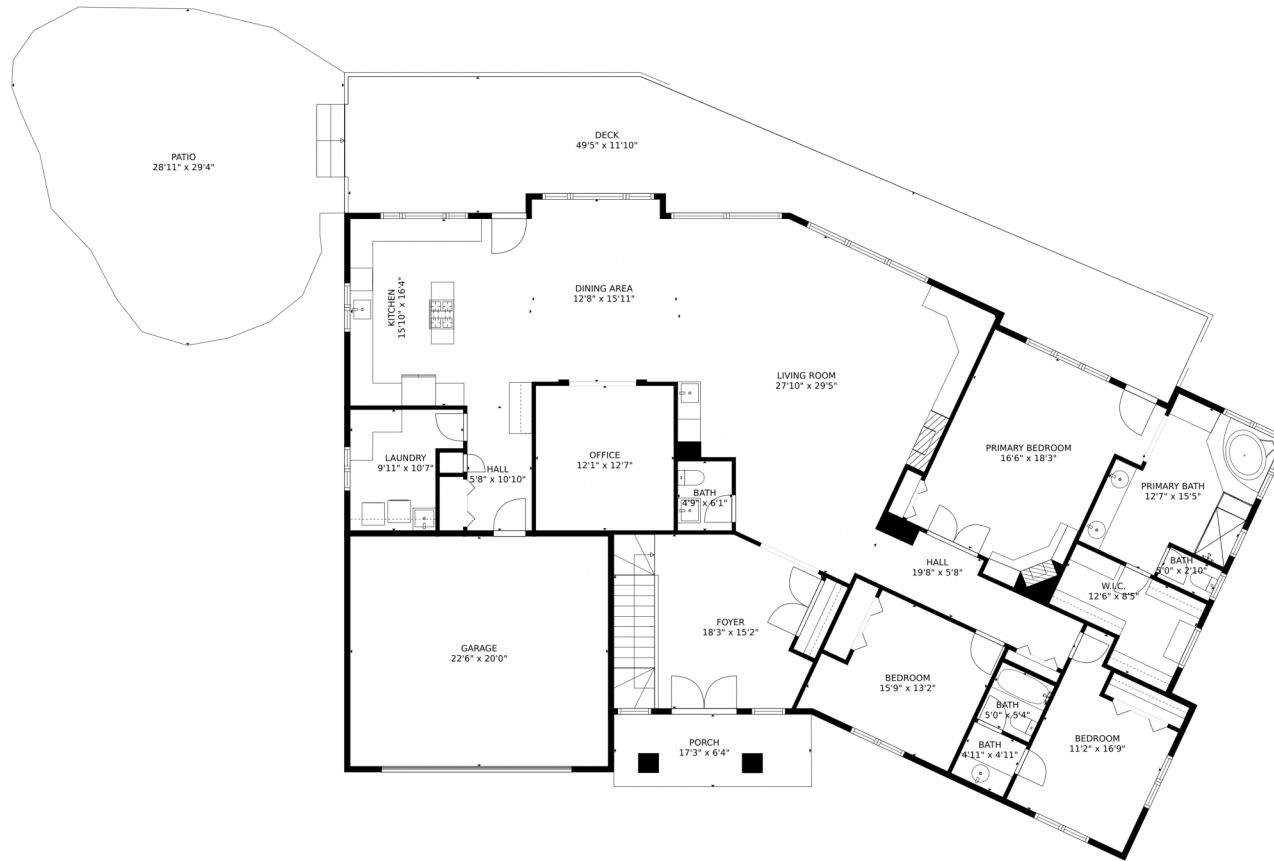 DECK
49'5" x 11'10"
PATIO
28'11" x 29'4"
DINING AREA
12'8" x 15'11"
KITCHEN
15'10" x 16'4"
LIVING ROOM
27'10" x 29'5"
PRIMARY BEDROOM
16'6" x 18'3"
LAUNDRY
9'11" x 10'7"
HALL
5'8" x 10'10"
OFFICE
12'1" x 12'7"
BATH
4'9" x 6'1"
PRIMARY BATH
12'7" x 15'5"
HALL
19'8" x 5'8"
BATH
5'0" x 2'10"
W.I.C.
12'6" x 8'5"
GARAGE
22'6" x 20'0"
FOYER
18'3" x 15'2"
BEDROOM
15'9" x 13'2"
BATH
5'0" x 5'4"
PORCH
17'3" x 6'4"
BATH
4'11" x 4'11"
BEDROOM
11'2" x 16'9"